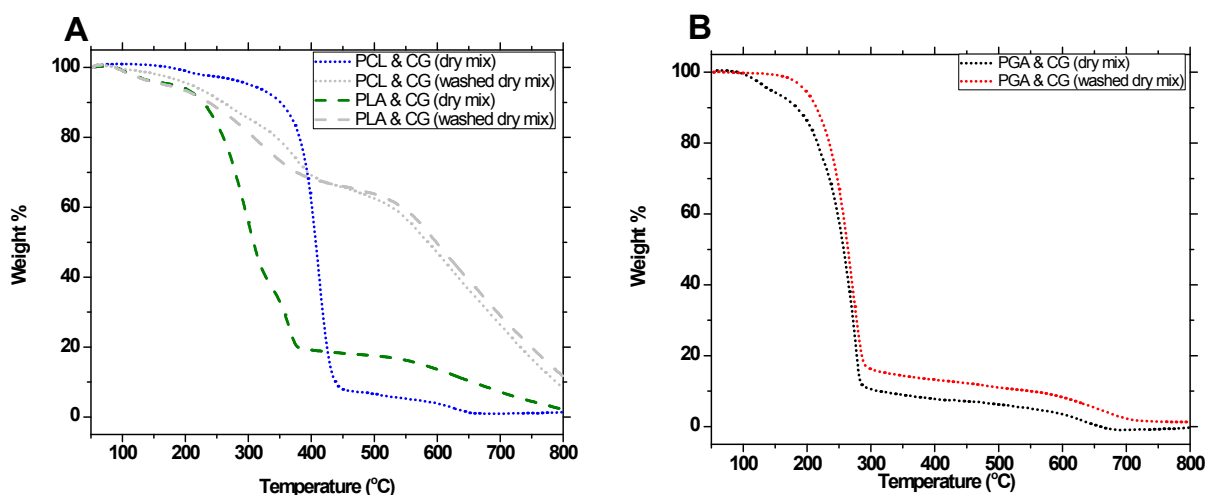 A
PCL & CG (dry mix)
PCL & CG (washed dry mix)
PLA & CG (dry mix)
PLA & CG (washed dry mix)
100
80
60
40
20
0
Weight %
100 200 300 400 500 600 700 800
Temperature (°C)
B
PGA & CG (dry mix)
PGA & CG (washed dry mix)
100
80
60
40
20
0
Weight %
100 200 300 400 500 600 700 800
Temperature (°C)